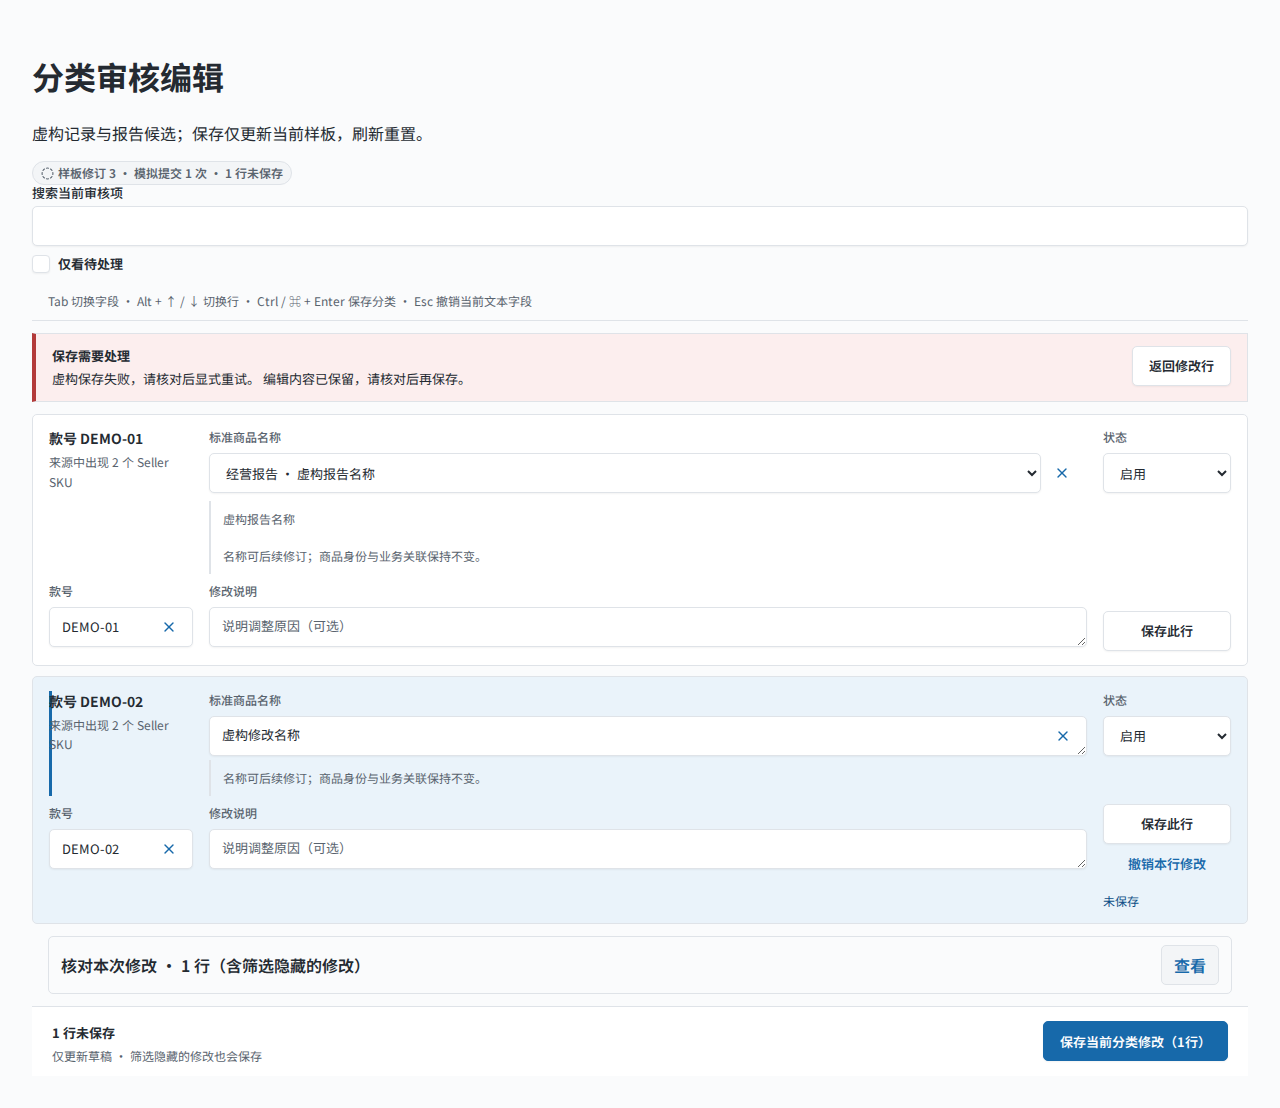 分类审核编辑
虚构记录与报告候选；保存仅更新当前样板，刷新重置。
样板修订 3 • 模拟提交 1 次 • 1 行未保存
搜索当前审核项
仅看待处理
Tab 切换字段 • Alt + ↑ / ↓ 切换行 • Ctrl / ⌘ + Enter 保存分类 • Esc 撤销当前文本字段
保存需要处理
虚构保存失败，请核对后显式重试。 编辑内容已保留，请核对后再保存。
返回修改行
款号 DEMO-01
来源中出现 2 个 Seller
SKU
标准商品名称
经营报告 • 虚构报告名称
状态
启用
虚构报告名称
名称可后续修订；商品身份与业务关联保持不变。
款号
DEMO-01
修改说明
说明调整原因（可选）
保存此行
款号 DEMO-02
来源中出现 2 个 Seller
SKU
标准商品名称
虚构修改名称
状态
启用
名称可后续修订；商品身份与业务关联保持不变。
款号
DEMO-02
修改说明
说明调整原因（可选）
保存此行
撤销本行修改
未保存
核对本次修改 • 1 行（含筛选隐藏的修改）
查看
1 行未保存
仅更新草稿 • 筛选隐藏的修改也会保存
保存当前分类修改（1行）